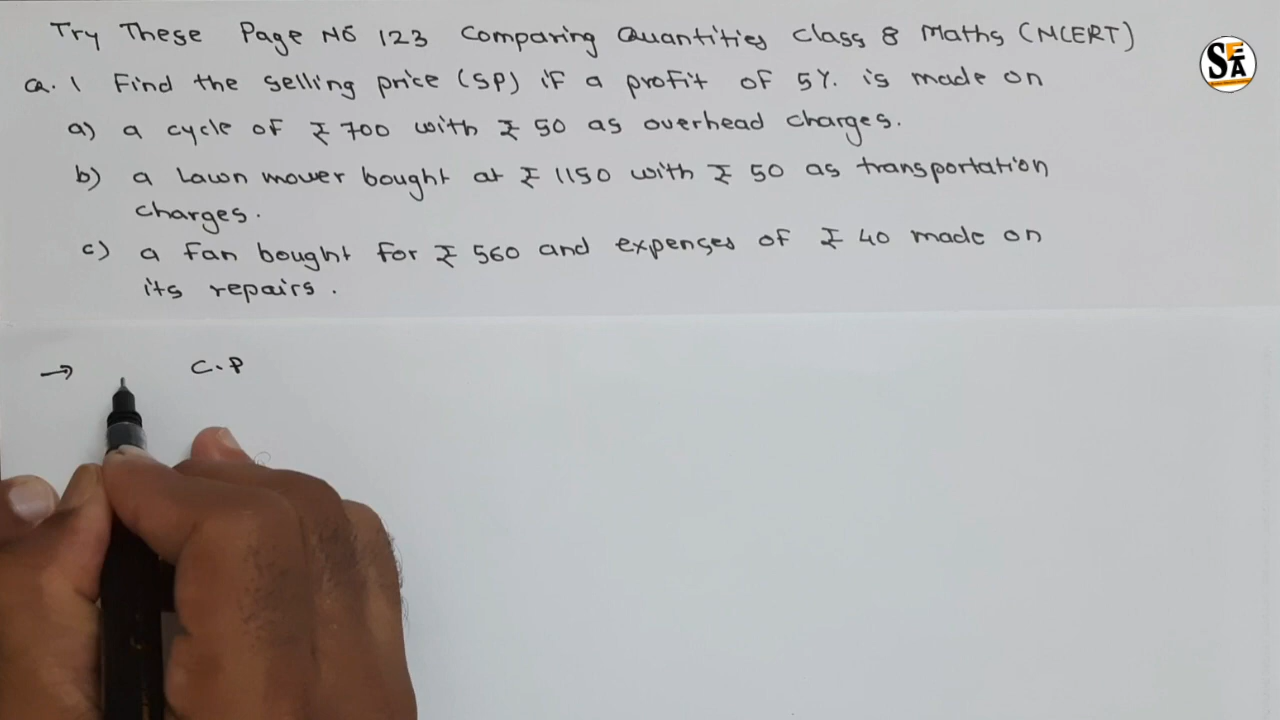 Try These Page No 123 Comparing Quantities Class 8 Maths (NCERT)
Q. 1 Find the selling price (SP) if a profit of 5%. is made on
a) a cycle of ₹ 700 with ₹ 50 as overhead charges.
b) a Lawn mower bought at ₹ 1150 with ₹ 50 as transportation
charges.
c) a fan bought for ₹ 560 and expenses of ₹ 40 made on
its repairs.
→ C.P
SFA